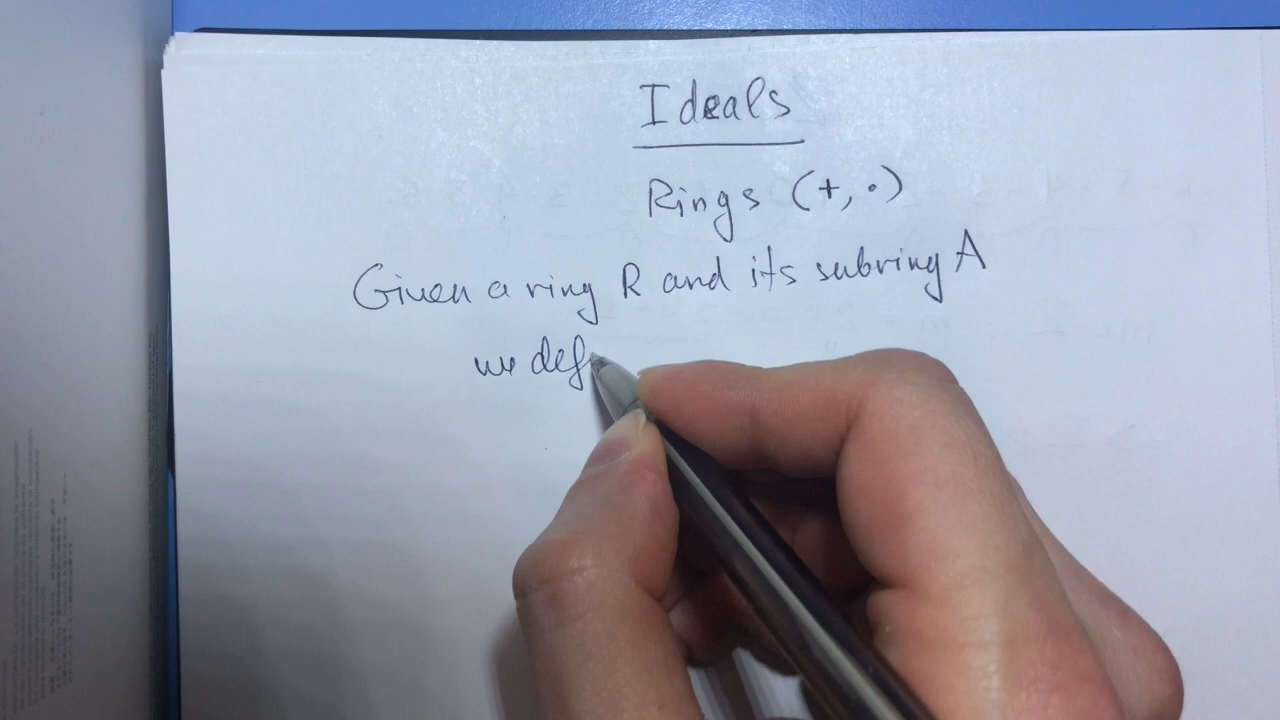 Ideals
Rings (+, ·)
Given a ring R and its subring A
we def